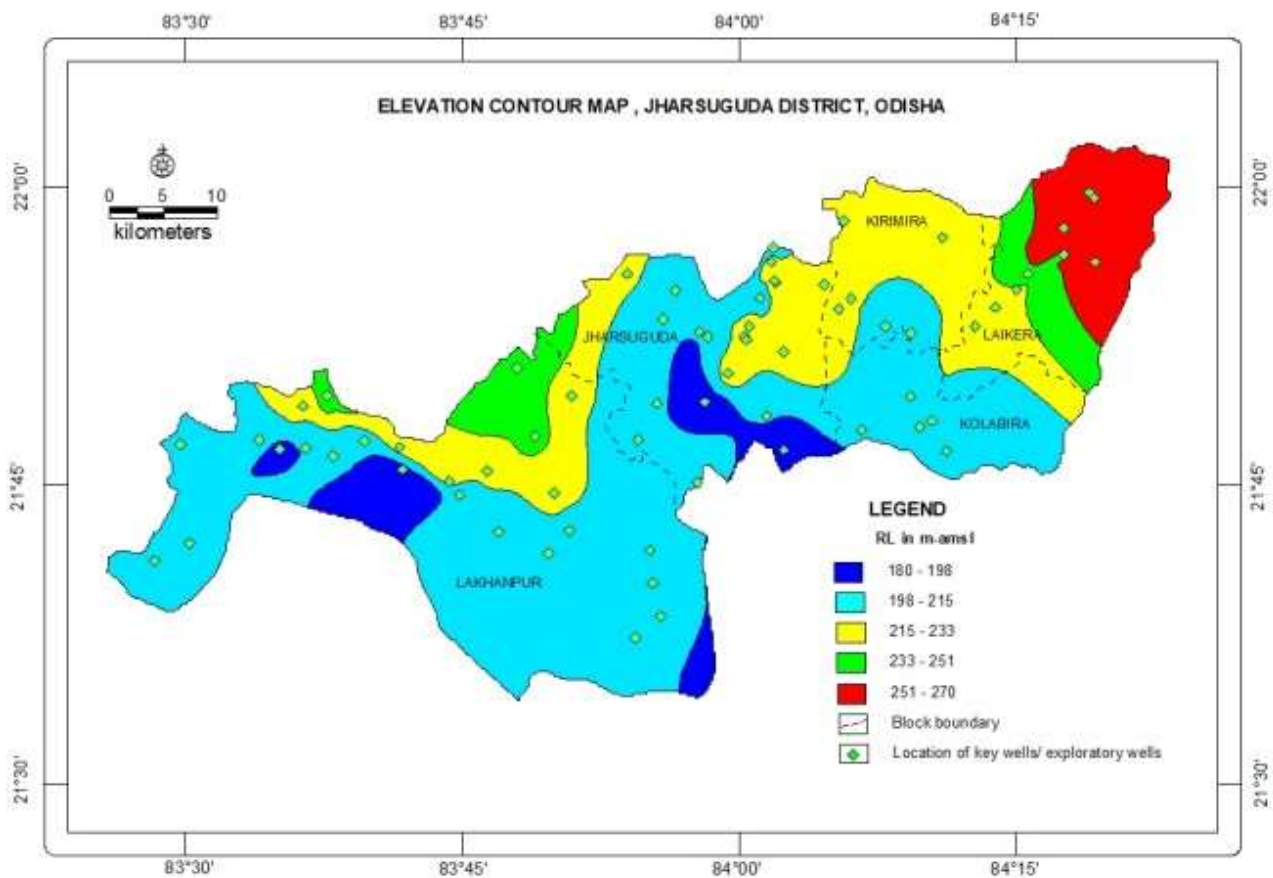 83°30' 83°45' 84°00' 84°15'
ELEVATION CONTOUR MAP , JHARSUGUDA DISTRICT, ODISHA
22°00' 22°00'
0 5 10
kilometers
KIRIMIRA
JHARSUGUDA
LAIKERA
KOLABIRA
21°45' 21°45'
LAKHANPUR
LEGEND
RL in m-amsl
180 - 198
198 - 215
215 - 233
233 - 251
251 - 270
Block boundary
Location of key wells/ exploratory wells
21°30' 21°30'
83°30' 83°45' 84°00' 84°15'